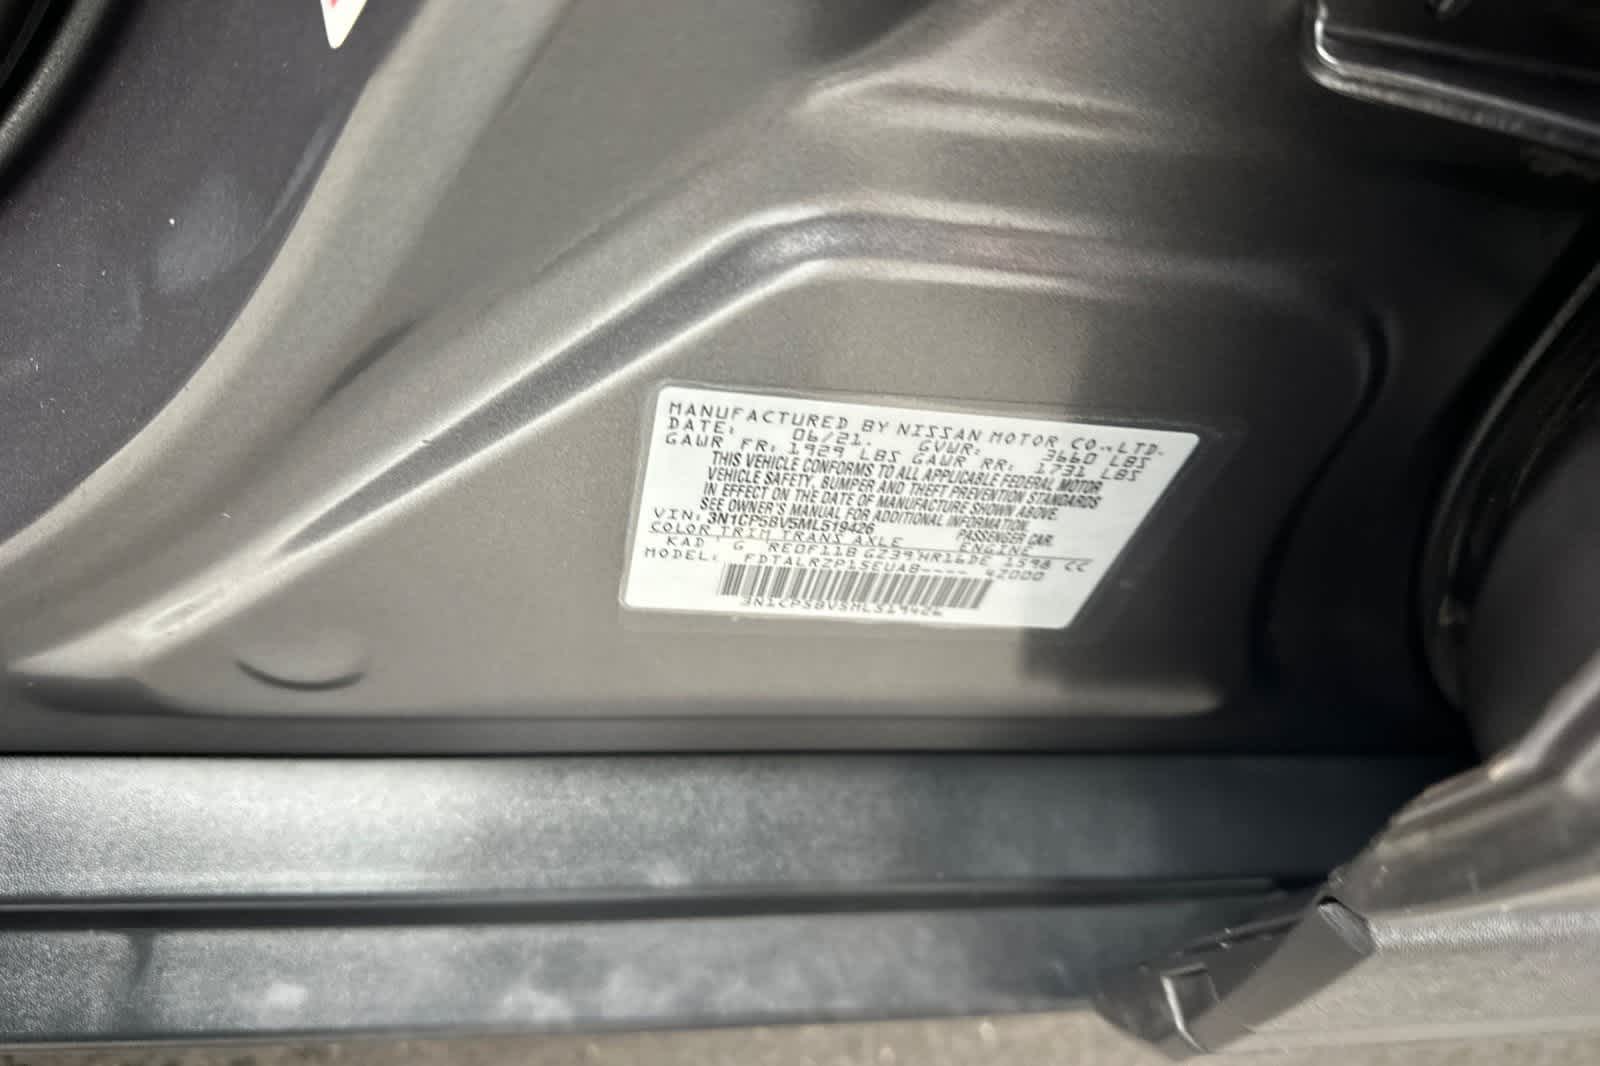 MANUFACTURED BY NISSAN MOTOR CO.,LTD.
DATE: 06/21. GVWR: 3660 LBS
GAWR FR: 1929 LBS GAWR RR: 1731 LBS
THIS VEHICLE CONFORMS TO ALL APPLICABLE FEDERAL MOTOR
VEHICLE SAFETY, BUMPER AND THEFT PREVENTION STANDARDS
IN EFFECT ON THE DATE OF MANUFACTURE SHOWN ABOVE.
SEE OWNER'S MANUAL FOR ADDITIONAL INFORMATION.
VIN: 3N1CP5BV5ML519426 PASSENGER CAR
COLOR TRIM TRANS AXLE ENGINE
KAD G RE0F11B GZ39 HR16DE 1598 CC
MODEL: FDTALRZP15EUAB---- 4Z000
3N1CP5BV5ML519426